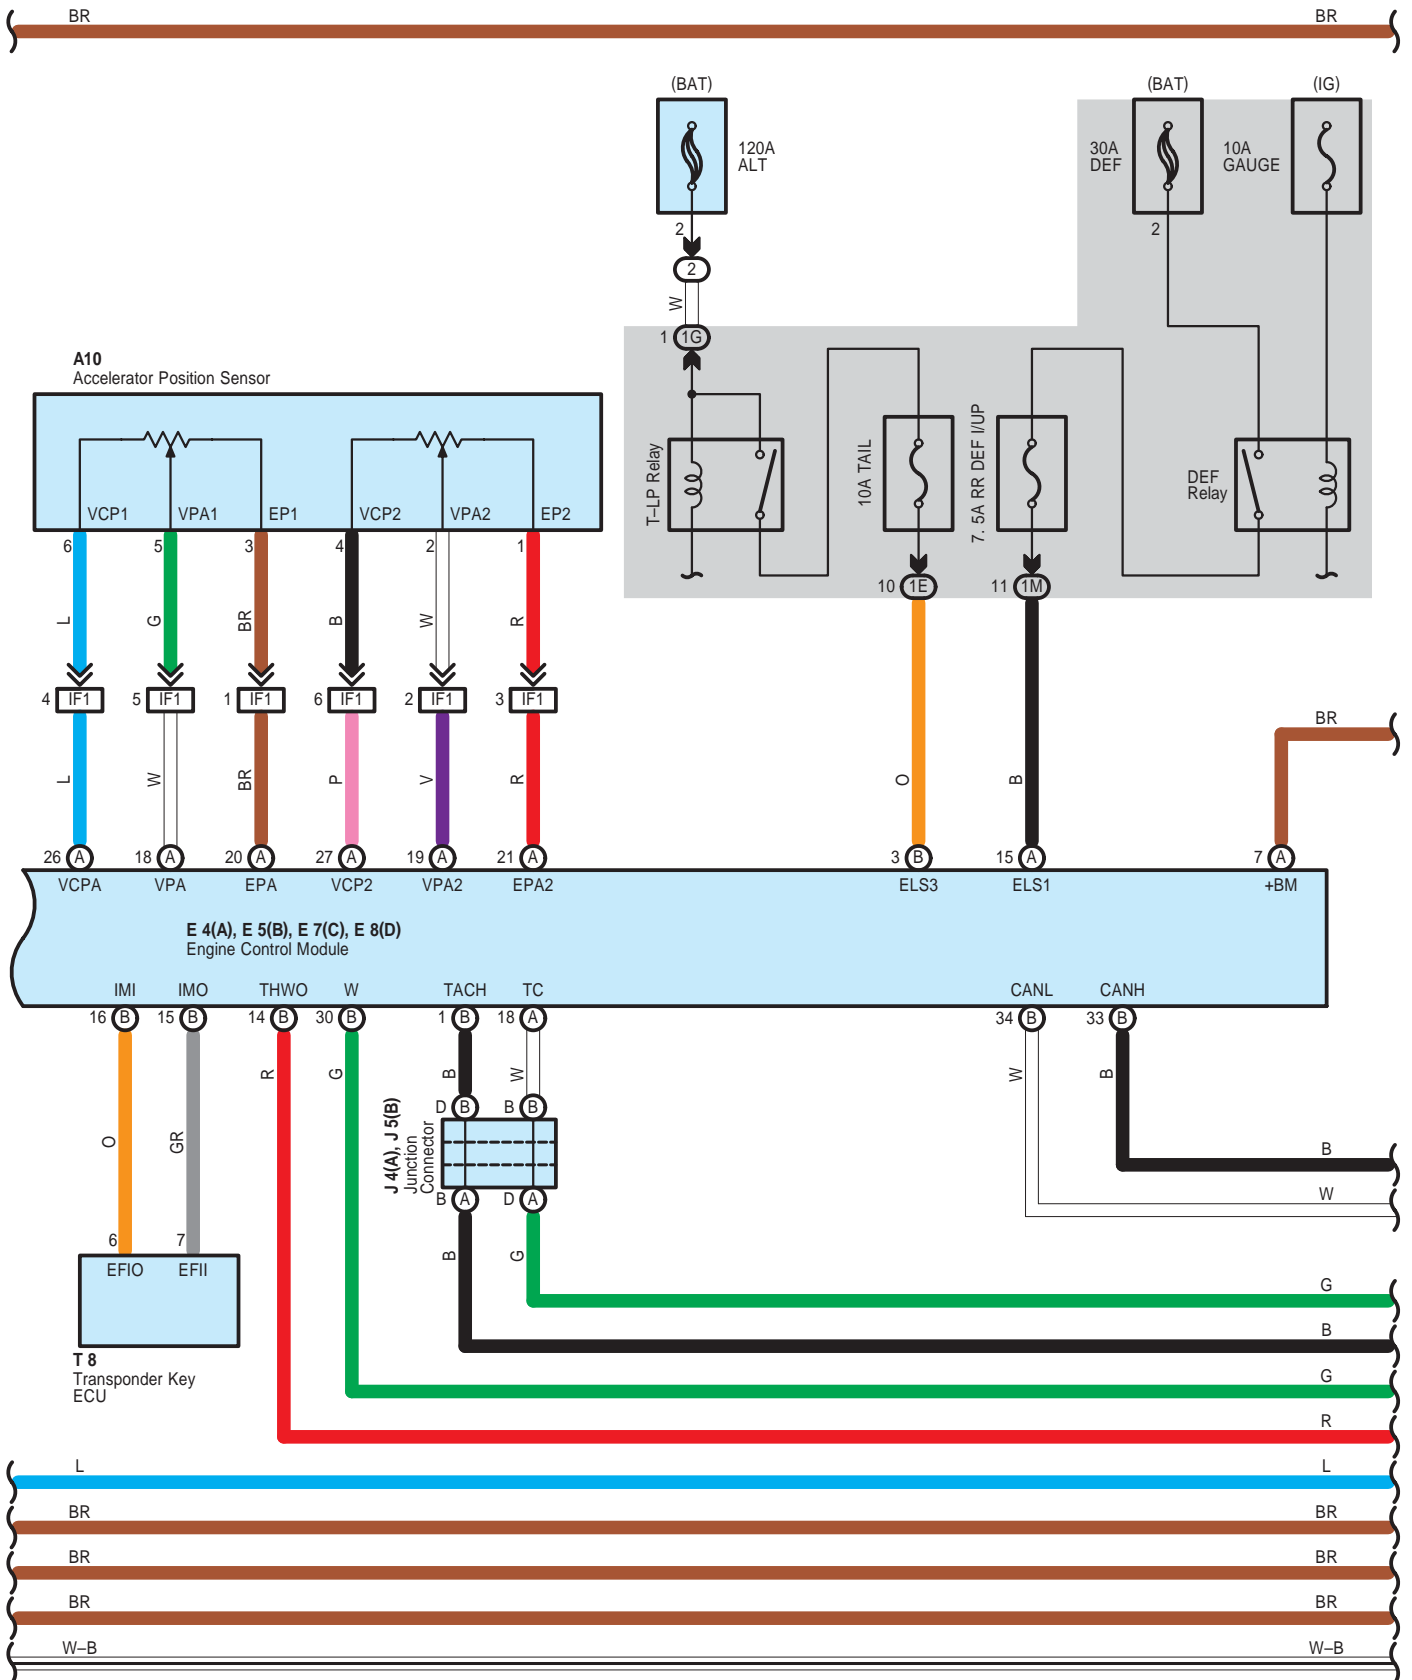 BR BR
(BAT) (BAT) (IG)
120A
ALT
30A
DEF
10A
GAUGE
2 2
2
W
1 1G
A10
Accelerator Position Sensor
T–LP Relay
10A TAIL
7. 5A RR DEF I/UP
DEF
Relay
VCP1 VPA1 EP1 VCP2 VPA2 EP2
6 5 3 4 2 1
10 1E 11 1M
L G BR B W R
4 IF1 5 IF1 1 IF1 6 IF1 2 IF1 3 IF1
BR
L W BR P V R O B
26 A 18 A 20 A 27 A 19 A 21 A 3 B 15 A 7 A
VCPA VPA EPA VCP2 VPA2 EPA2 ELS3 ELS1 +BM
E 4(A), E 5(B), E 7(C), E 8(D)
Engine Control Module
IMI IMO THWO W TACH TC CANL CANH
16 B 15 B 14 B 30 B 1 B 18 A 34 B 33 B
R G B W W B
D B B B
J 4(A), J 5(B)
Junction
Connector
O GR
B
W
B A D A
6 7
B G
EFIO EFII
G
B
T 8
Transponder Key
ECU
G
R
L L
BR BR
BR BR
BR BR
W–B W–B